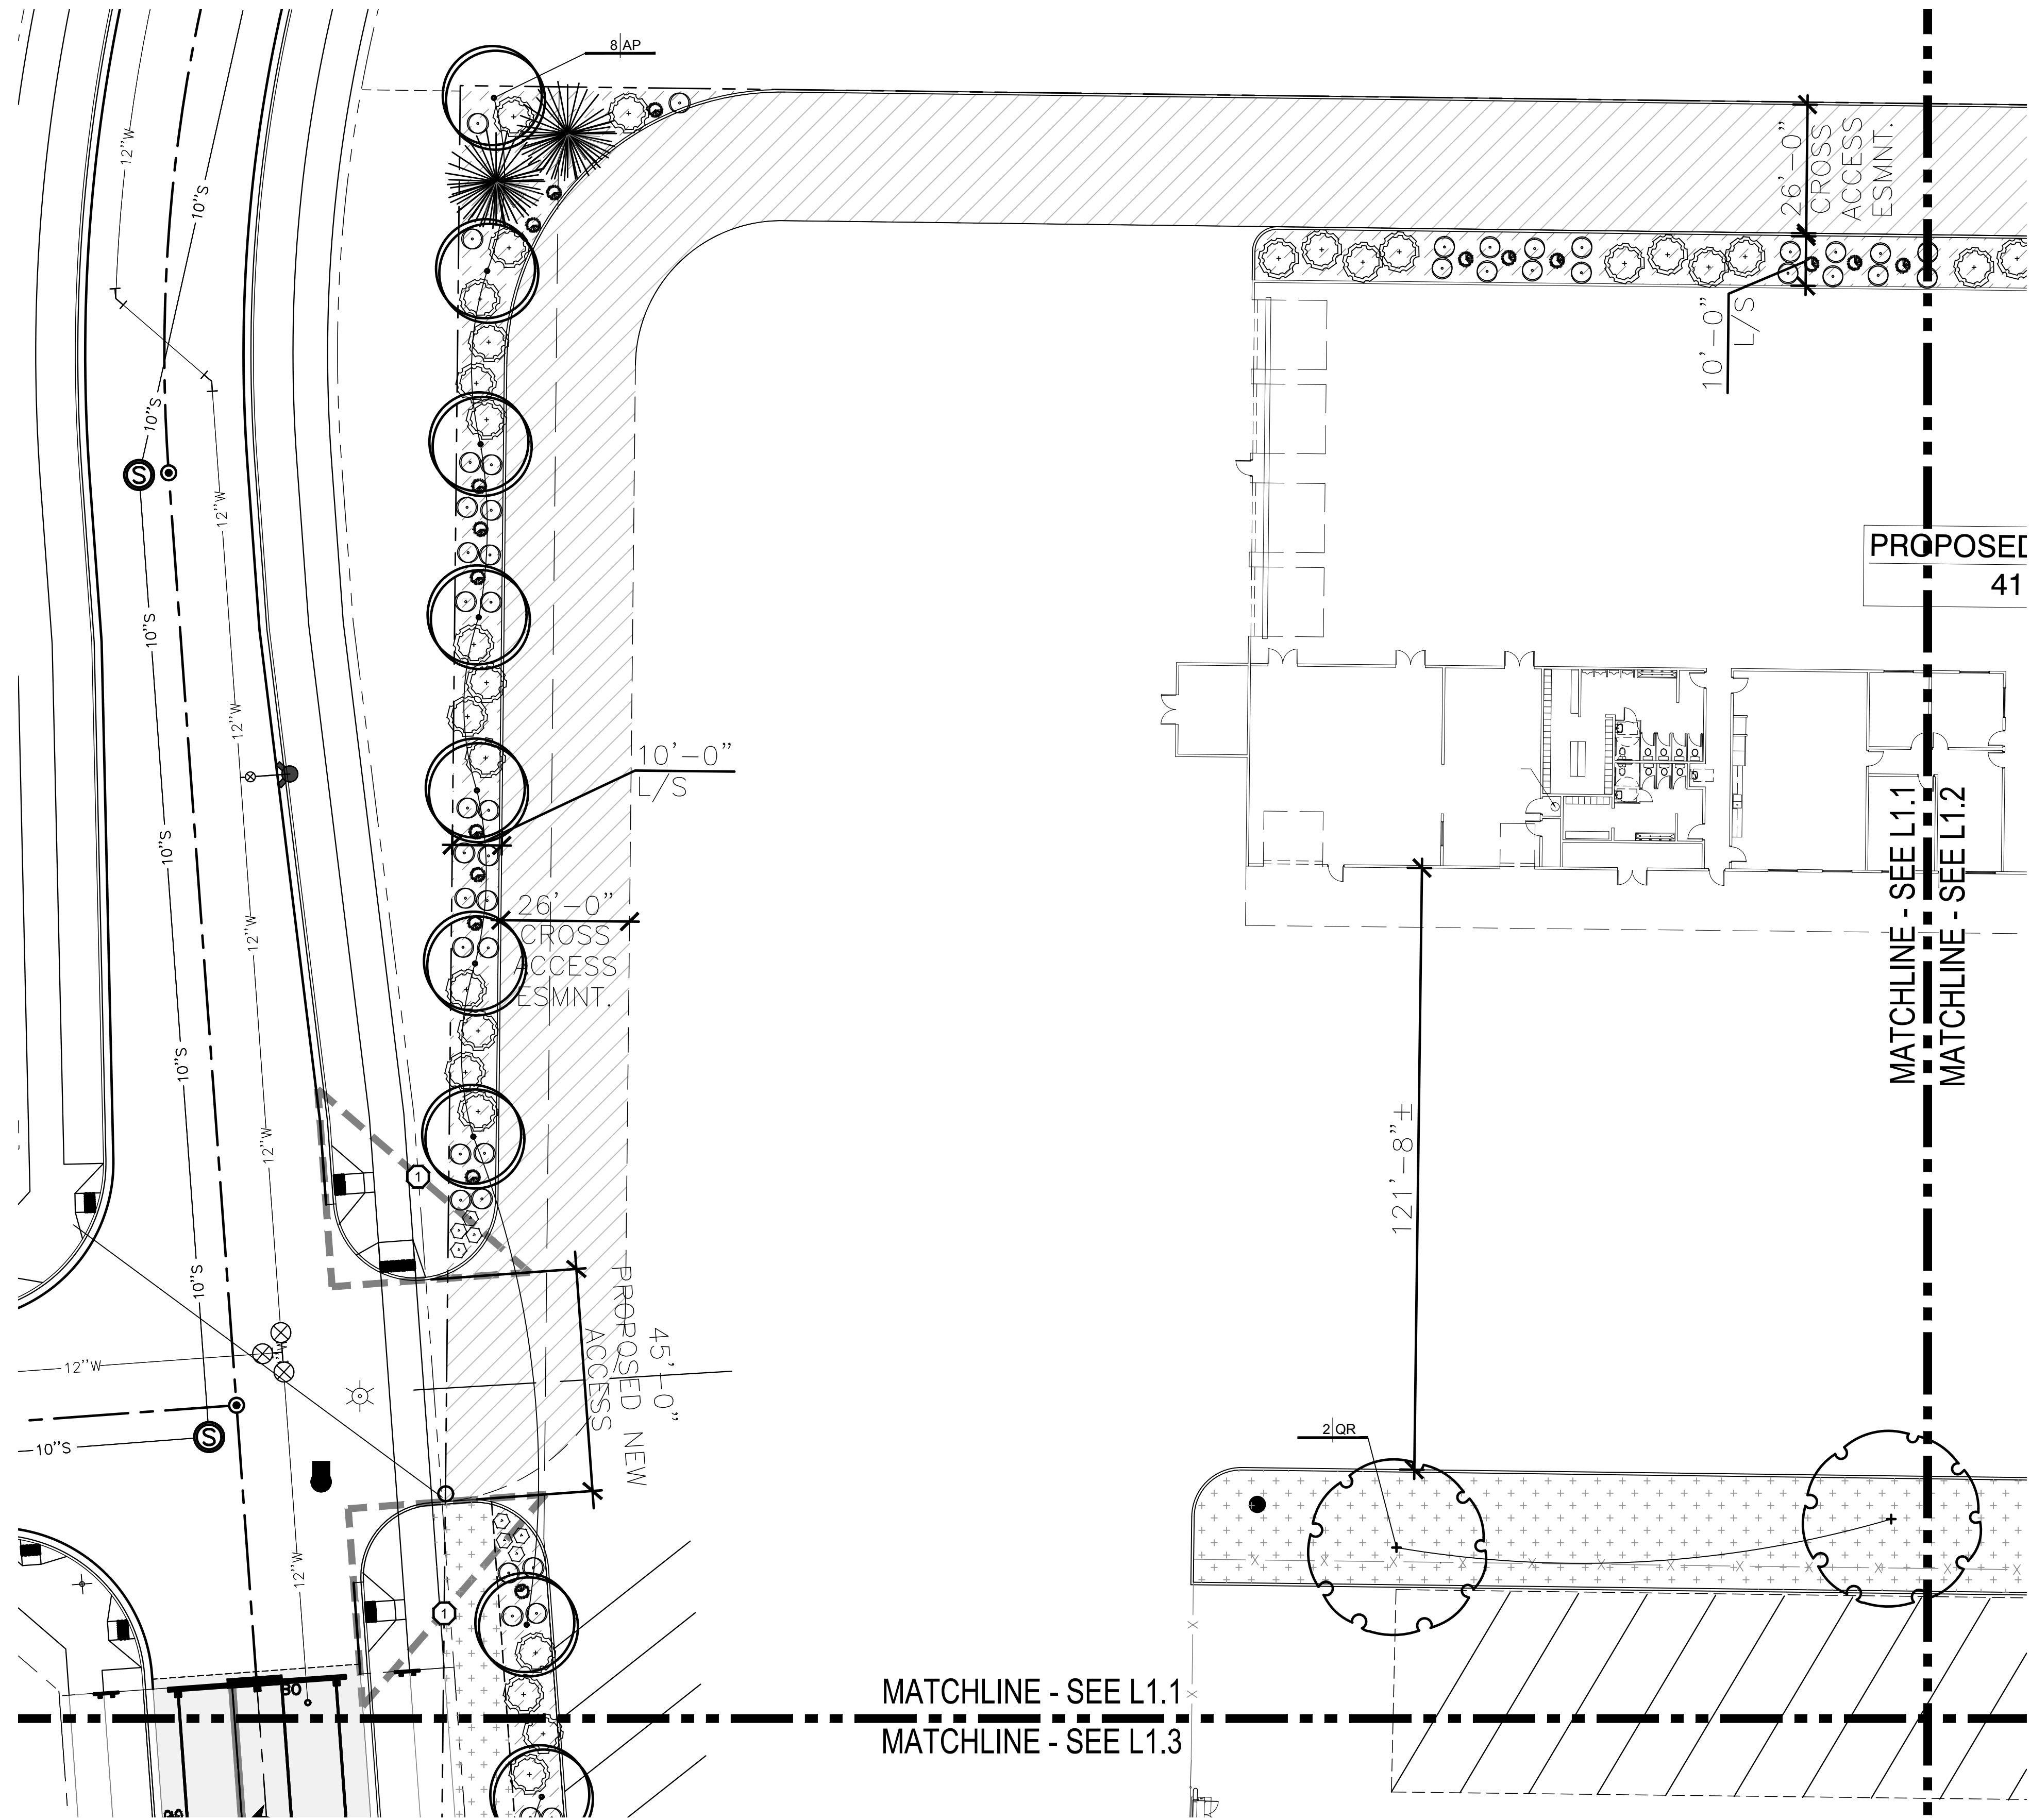 8 AP
12"W
10"S
26'-0"
CROSS
ACCESS
ESMNT.
10'-0"
L/S
10"S
S
12"W
PROPOSED
41
10"S
12"W
10'-0"
L/S
MATCHLINE - SEE L1.1
MATCHLINE - SEE L1.2
10"S
12"W
26'-0"
CROSS
ACCESS
ESMNT.
10"S
12"W
121'-8"±
1
10"S
45'-0"
PROPOSED NEW
ACCESS
12"W
W
10"S
S
2 QR
12"W
1
X X X X X X X X
X
80
MATCHLINE - SEE L1.1
X
MATCHLINE - SEE L1.3